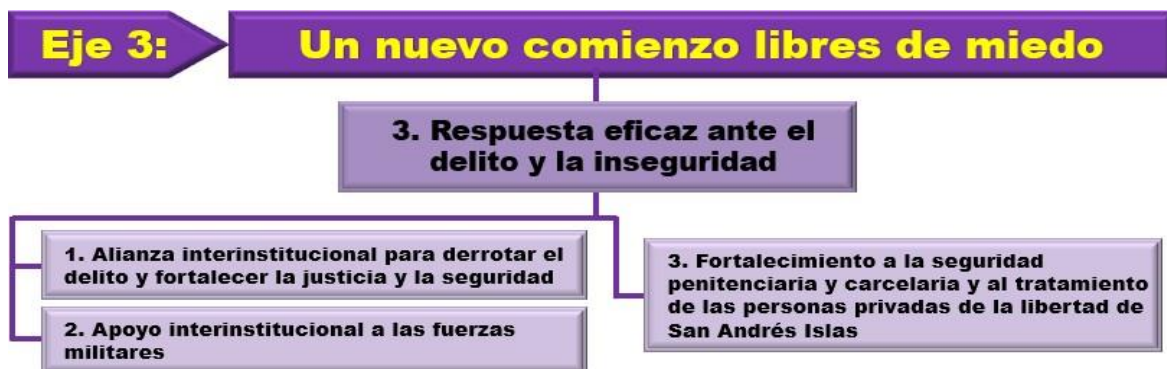 Eje 3:
Un nuevo comienzo libres de miedo
3. Respuesta eficaz ante el
delito y la inseguridad
1. Alianza interinstitucional para derrotar el
delito y fortalecer la justicia y la seguridad
2. Apoyo interinstitucional a las fuerzas
militares
3. Fortalecimiento a la seguridad
penitenciaria y carcelaria y al tratamiento
de las personas privadas de la libertad de
San Andrés Islas